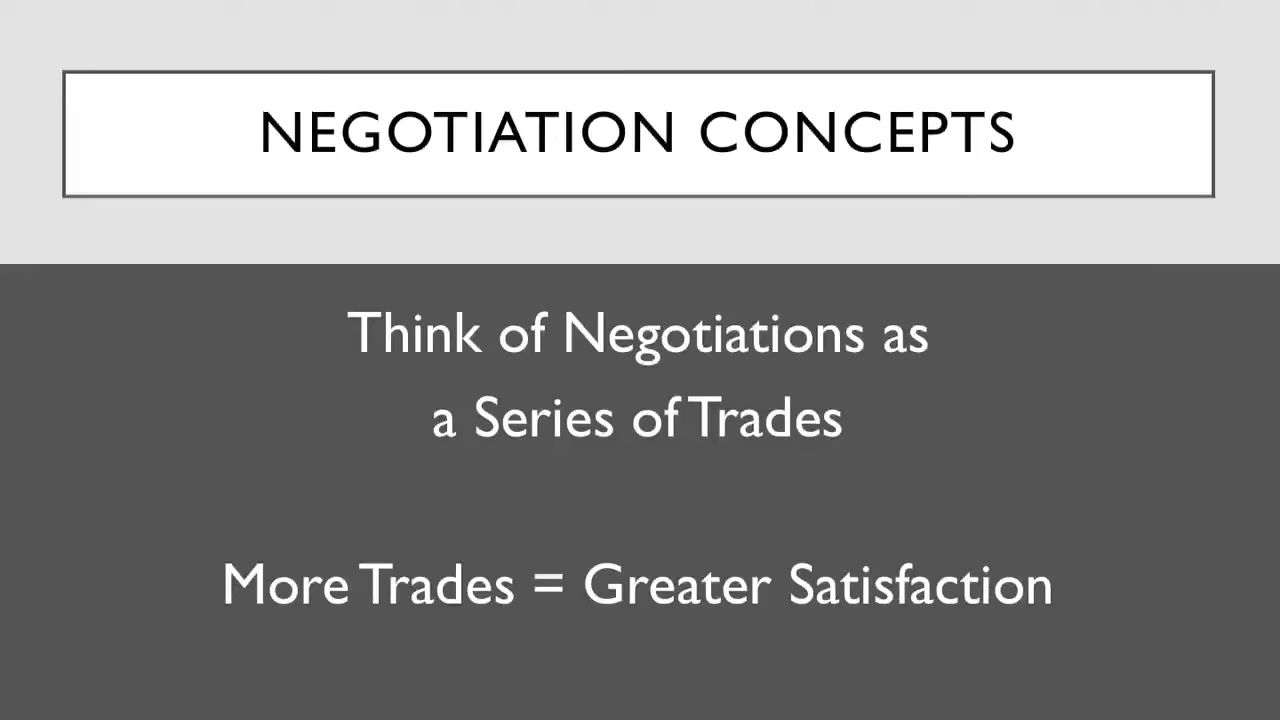 NEGOTIATION CONCEPTS
Think of Negotiations as
a Series of Trades
More Trades = Greater Satisfaction